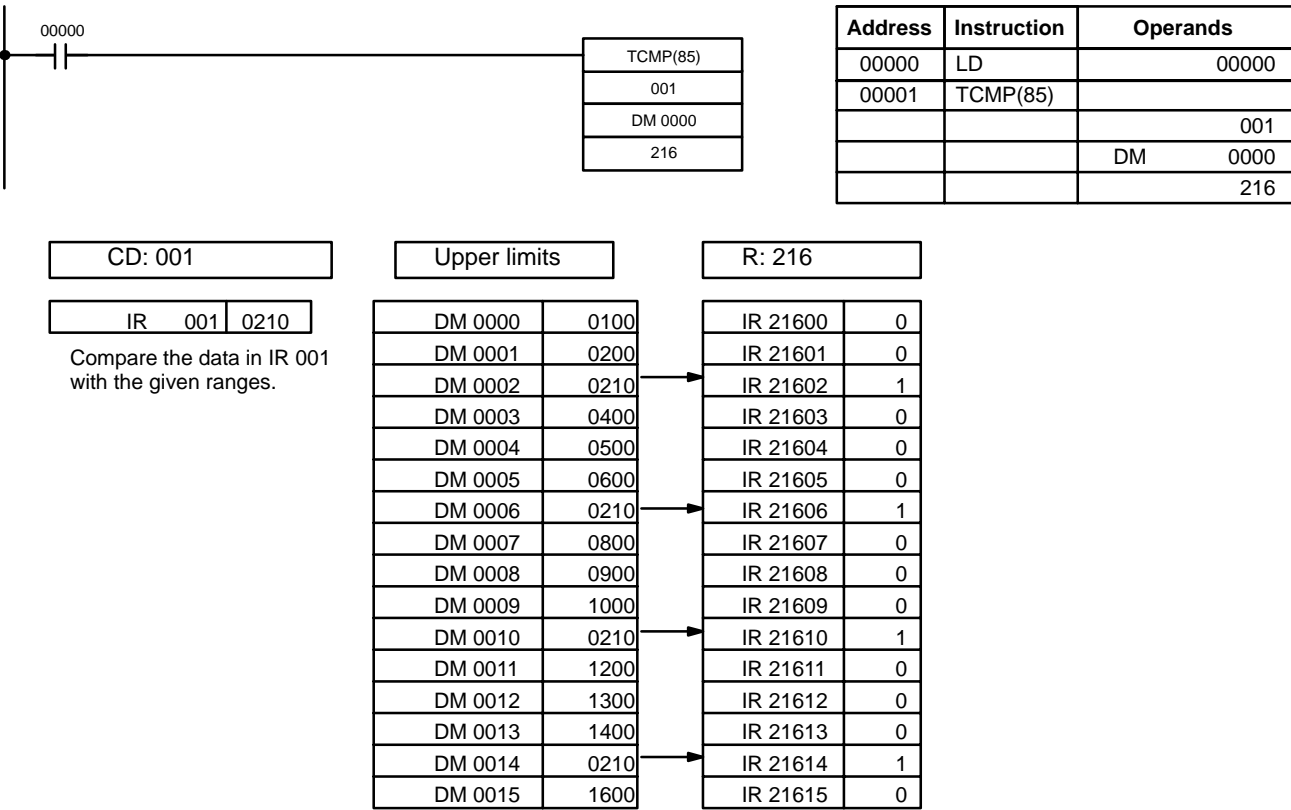 00000
TCMP(85)
001
DM 0000
216
Address Instruction Operands
00000 LD 00000
00001 TCMP(85)
001
DM 0000
216
CD: 001
IR 001 0210
Compare the data in IR 001
with the given ranges.
Upper limits
DM 0000 0100
DM 0001 0200
DM 0002 0210
DM 0003 0400
DM 0004 0500
DM 0005 0600
DM 0006 0210
DM 0007 0800
DM 0008 0900
DM 0009 1000
DM 0010 0210
DM 0011 1200
DM 0012 1300
DM 0013 1400
DM 0014 0210
DM 0015 1600
R: 216
IR 21600 0
IR 21601 0
IR 21602 1
IR 21603 0
IR 21604 0
IR 21605 0
IR 21606 1
IR 21607 0
IR 21608 0
IR 21609 0
IR 21610 1
IR 21611 0
IR 21612 0
IR 21613 0
IR 21614 1
IR 21615 0